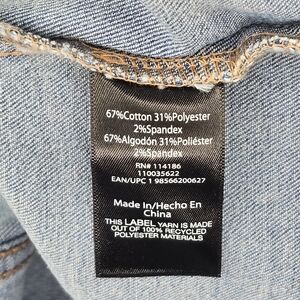 67%Cotton 31%Polyester
2%Spandex
67%Algodón 31%Poliéster
2%Spandex
RN# 114186
110035622
EAN/UPC 1 98566200627
Made In/Hecho En
China
THIS LABEL YARN IS MADE
OUT OF 100% RECYCLED
POLYESTER MATERIALS